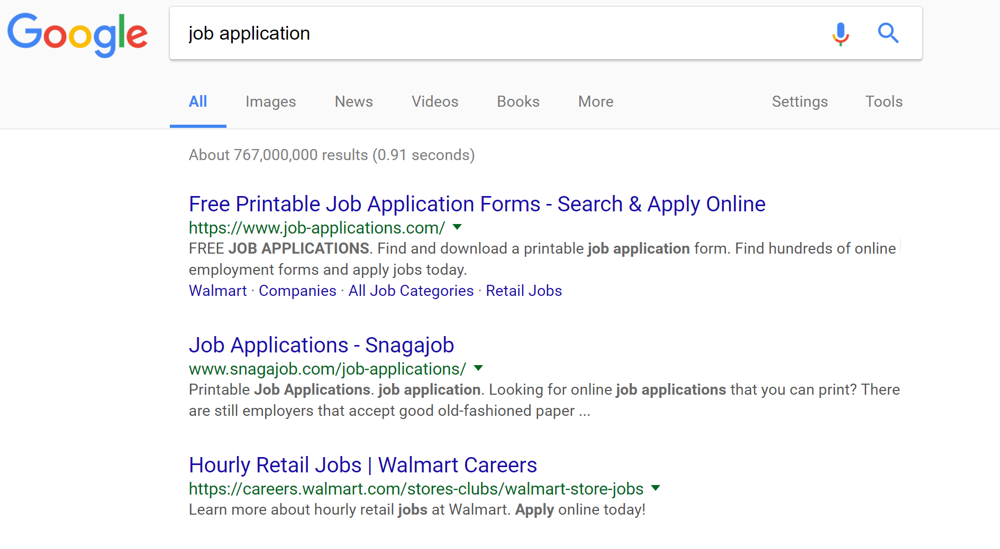 Google
job application
All Images News Videos Books More Settings Tools
About 767,000,000 results (0.91 seconds)
Free Printable Job Application Forms - Search & Apply Online
https://www.job-applications.com/
FREE JOB APPLICATIONS. Find and download a printable job application form. Find hundreds of online
employment forms and apply jobs today.
Walmart · Companies · All Job Categories · Retail Jobs
Job Applications - Snagajob
www.snagajob.com/job-applications/
Printable Job Applications. job application. Looking for online job applications that you can print? There
are still employers that accept good old-fashioned paper ...
Hourly Retail Jobs | Walmart Careers
https://careers.walmart.com/stores-clubs/walmart-store-jobs
Learn more about hourly retail jobs at Walmart. Apply online today!